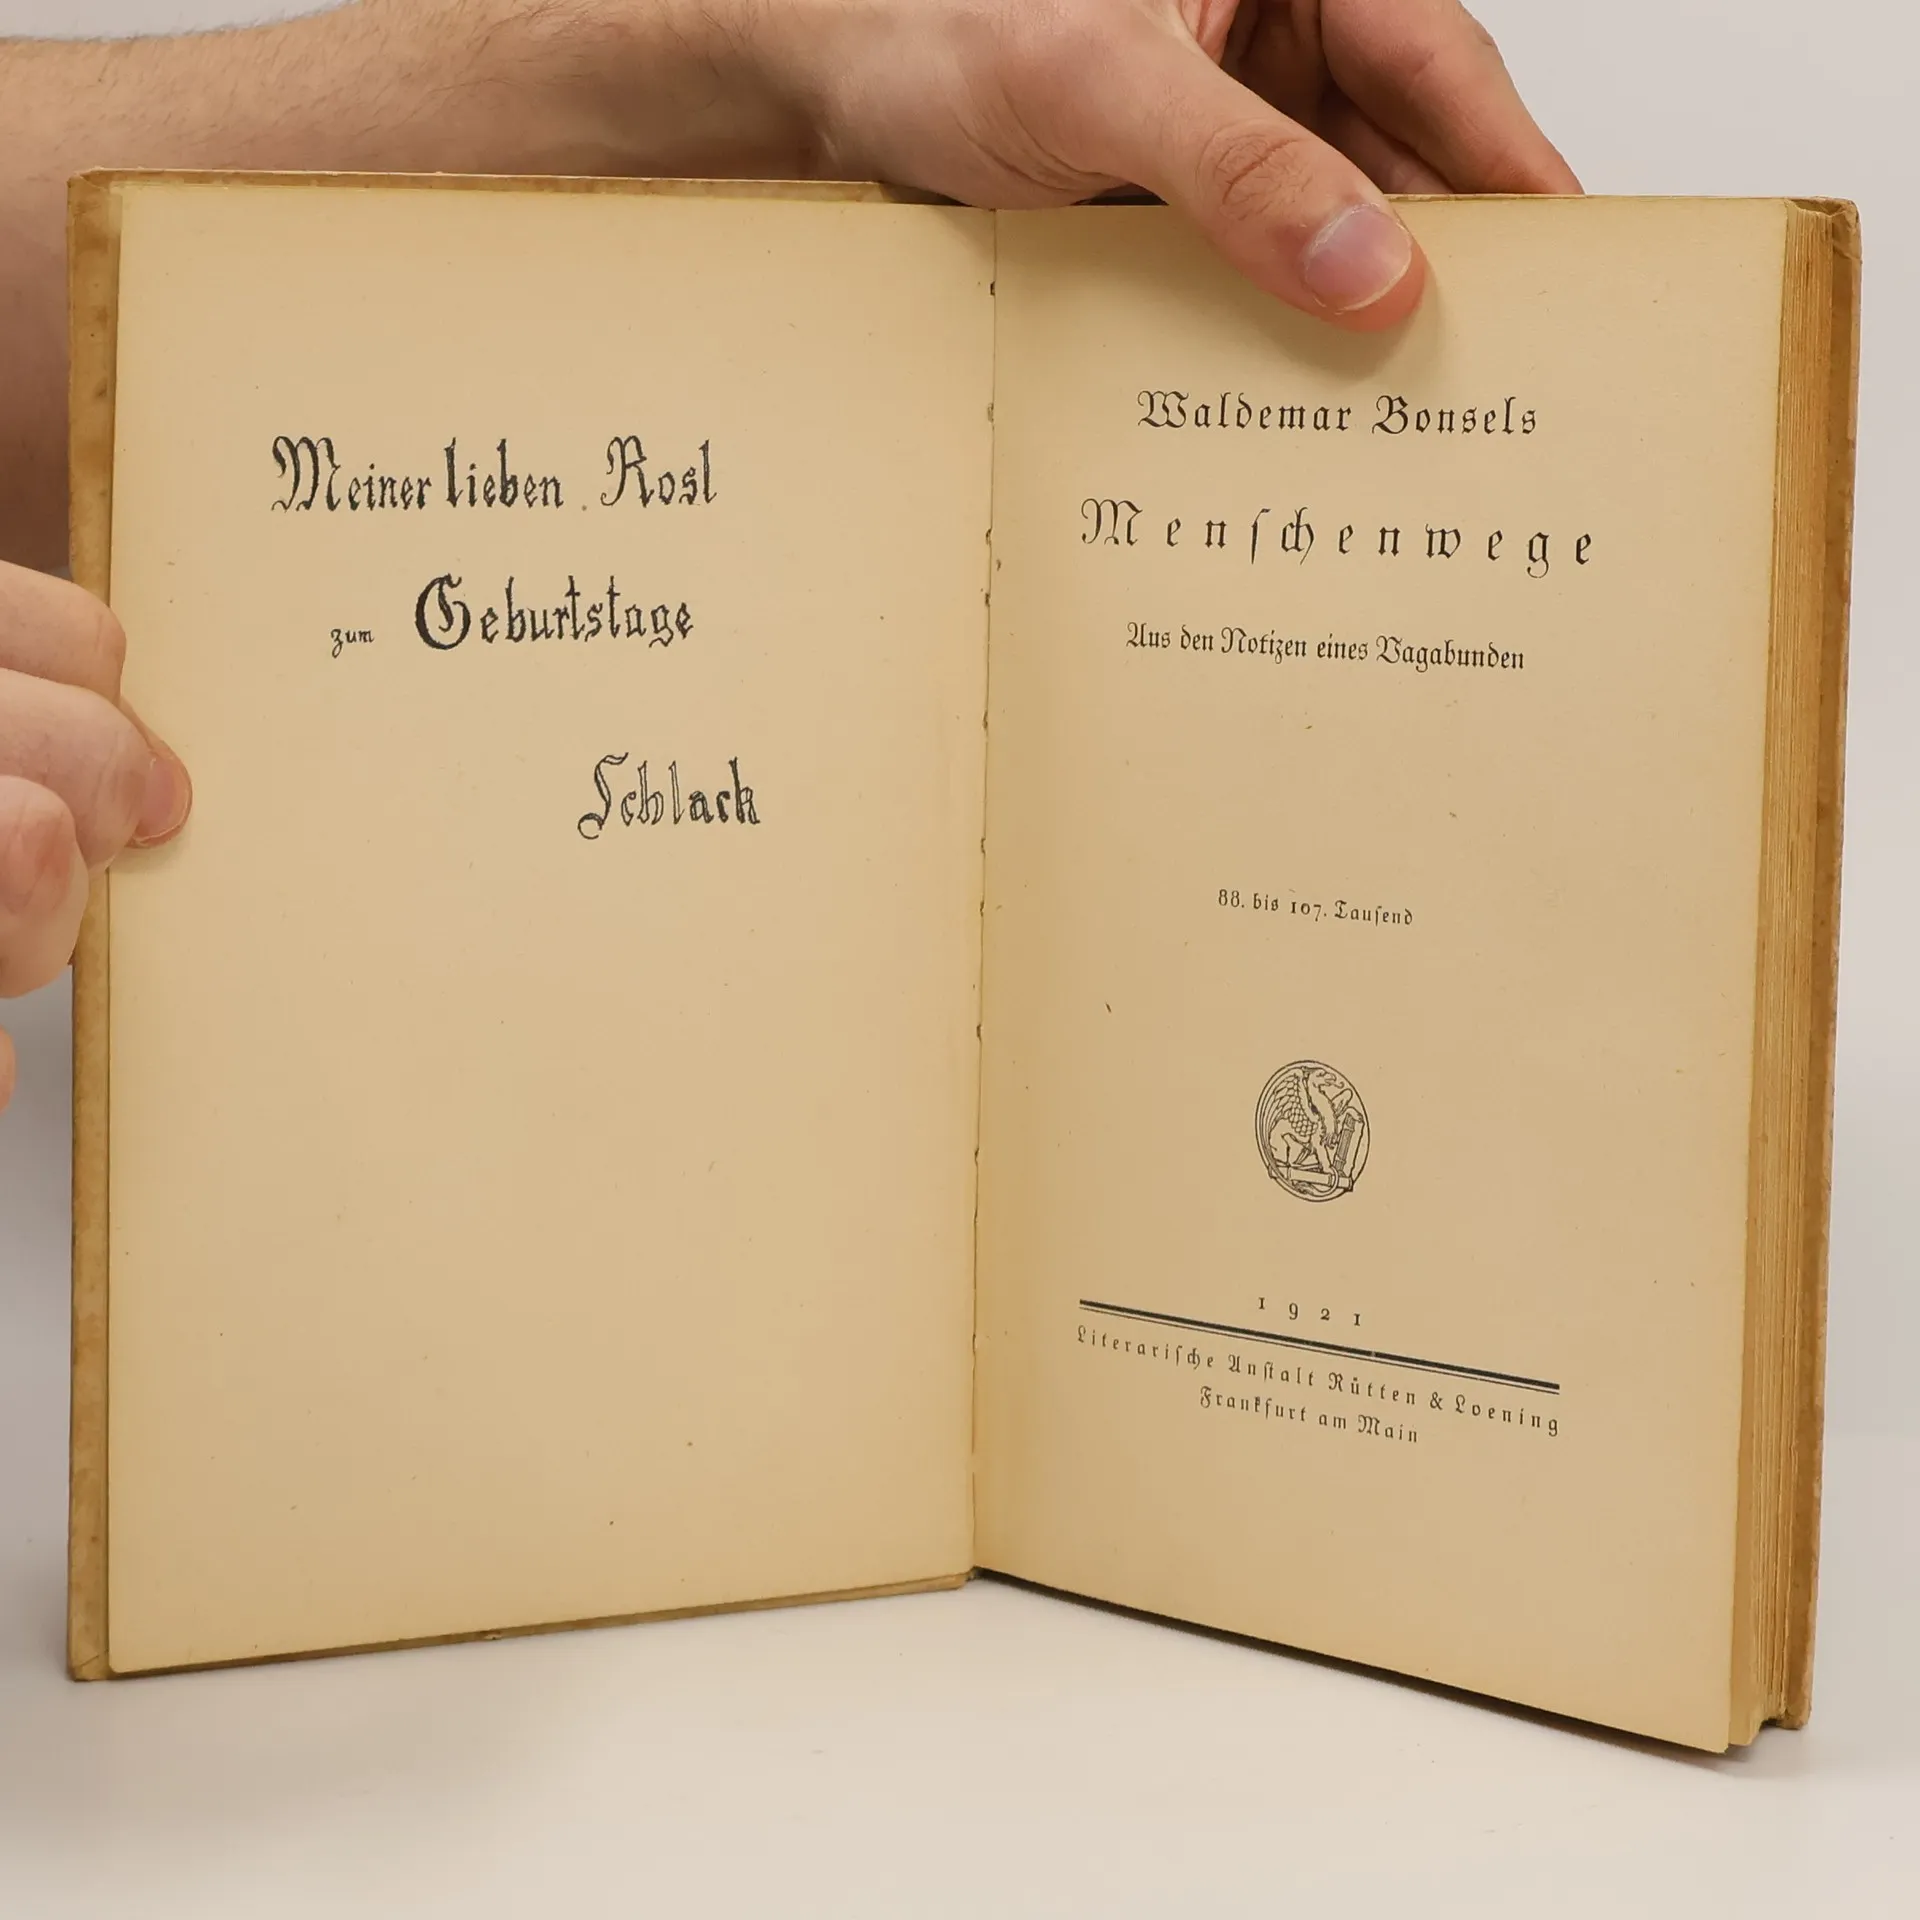 Meiner lieben Rosl
zum Geburtstage
Schlack
Waldemar Bonsels
Menſchenwege
Aus den Notizen eines Vagabunden
88. bis 107. Tauſend
1921
Literariſche Anſtalt Rütten & Loening
Frankfurt am Main